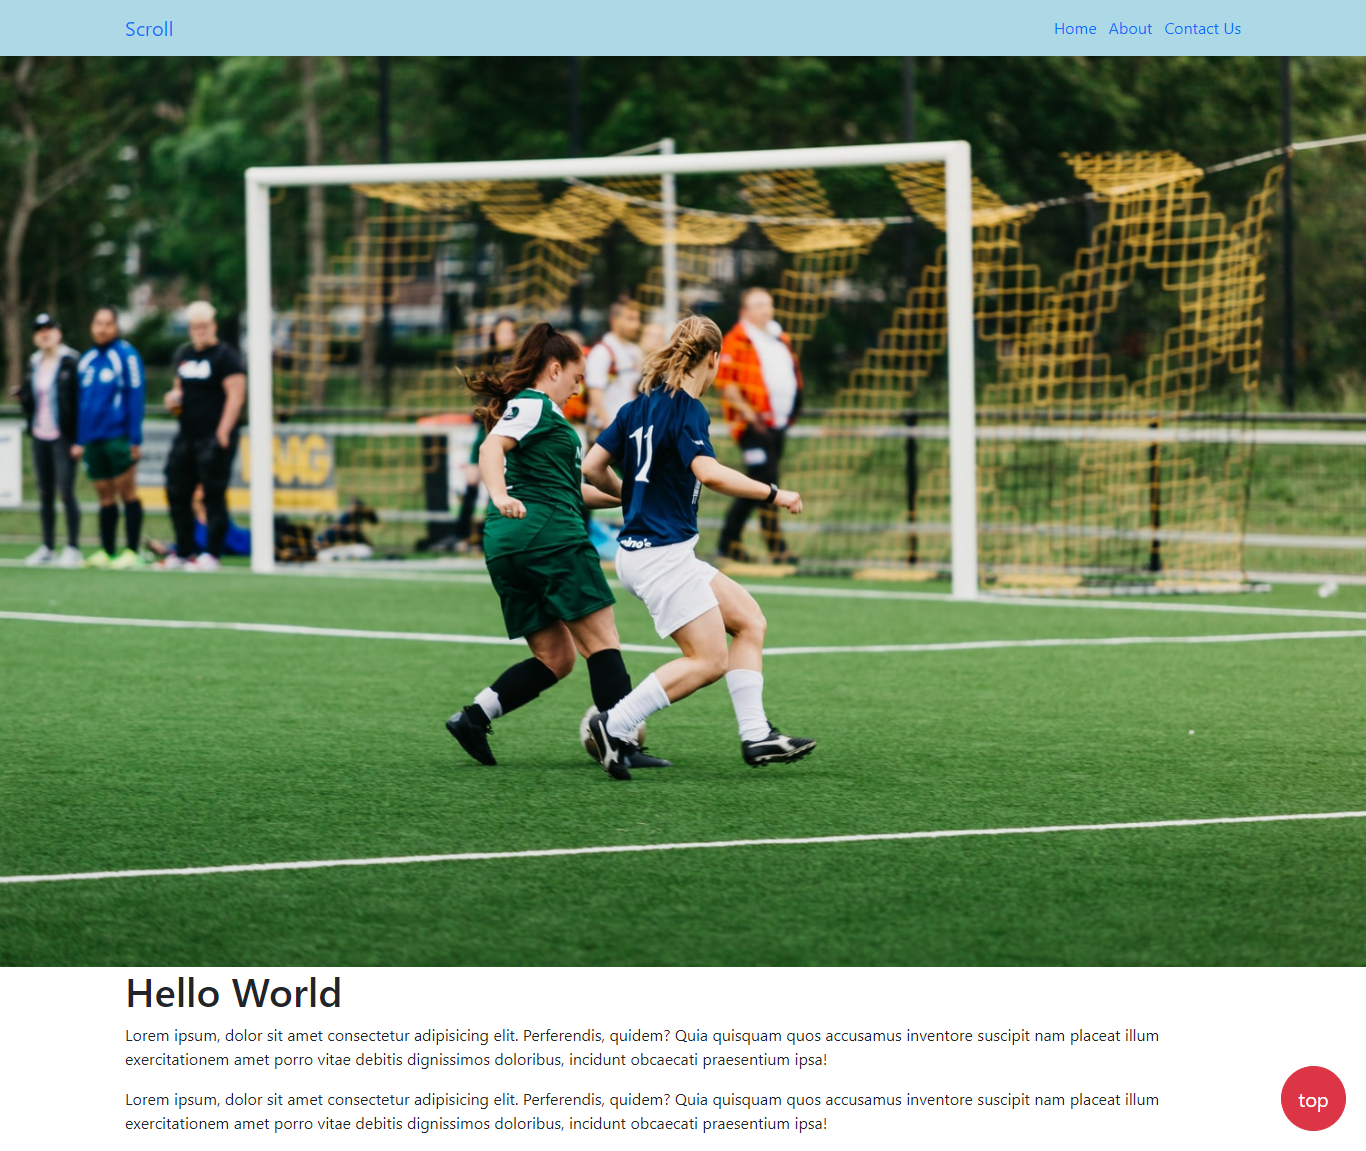 Scroll
Home About Contact Us
11
Hello World
Lorem ipsum, dolor sit amet consectetur adipisicing elit. Perferendis, quidem? Quia quisquam quos accusamus inventore suscipit nam placeat illum
exercitationem amet porro vitae debitis dignissimos doloribus, incidunt obcaecati praesentium ipsa!
Lorem ipsum, dolor sit amet consectetur adipisicing elit. Perferendis, quidem? Quia quisquam quos accusamus inventore suscipit nam placeat illum
exercitationem amet porro vitae debitis dignissimos doloribus, incidunt obcaecati praesentium ipsa!
top